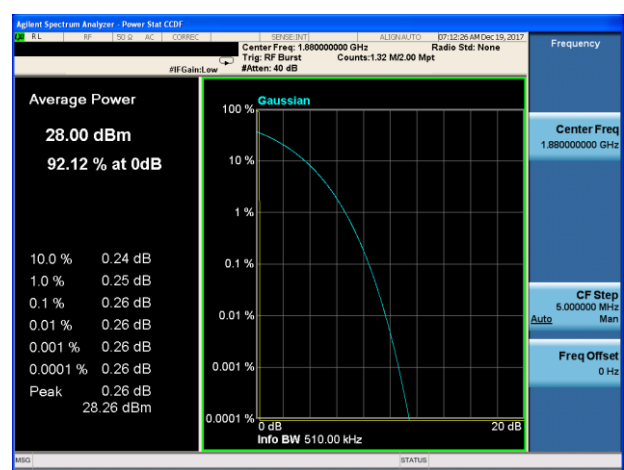 Agilent Spectrum Analyzer - Power Stat CCDF
RL RF 50 Ω AC CORREC SENSE:INT ALIGNAUTO 07:12:26 AM Dec 19, 2017
Center Freq: 1.880000000 GHz Radio Std: None
Trig: RF Burst Counts:1.32 M/2.00 Mpt
#IFGain:Low #Atten: 40 dB
Frequency
Average Power
28.00 dBm
92.12 % at 0dB
10.0 % 0.24 dB
1.0 % 0.25 dB
0.1 % 0.26 dB
0.01 % 0.26 dB
0.001 % 0.26 dB
0.0001 % 0.26 dB
Peak 0.26 dB
28.26 dBm
Gaussian
100 %
10 %
1 %
0.1 %
0.01 %
0.001 %
0.0001 %
0 dB 20 dB
Info BW 510.00 kHz
Center Freq
1.880000000 GHz
CF Step
5.000000 MHz
Auto Man
Freq Offset
0 Hz
MSG STATUS